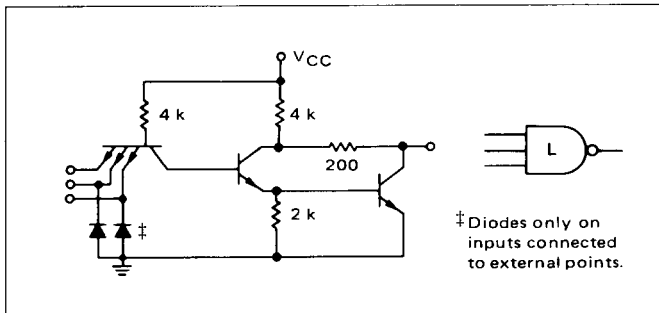 VCC
4 k
4 k
200
2 k
‡
L
‡Diodes only on
inputs connected
to external points.